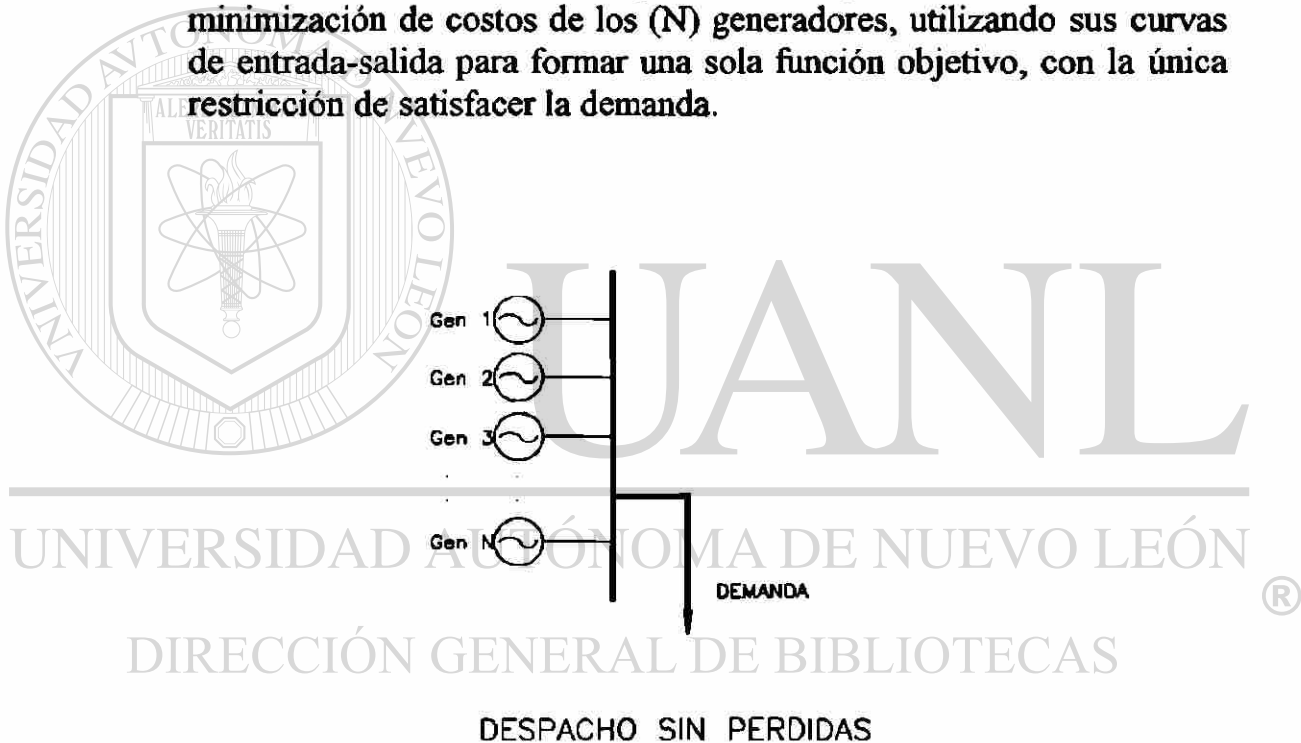 minimización de costos de los (N) generadores, utilizando sus curvas
de entrada-salida para formar una sola función objetivo, con la única
restricción de satisfacer la demanda.
VERITATIS
UANL
Gen 1
Gen 2
Gen 3
Gen N
UNIVERSIDAD AUTÓNOMA DE NUEVO LEÓN
®
DEMANDA
DIRECCIÓN GENERAL DE BIBLIOTECAS
DESPACHO SIN PERDIDAS